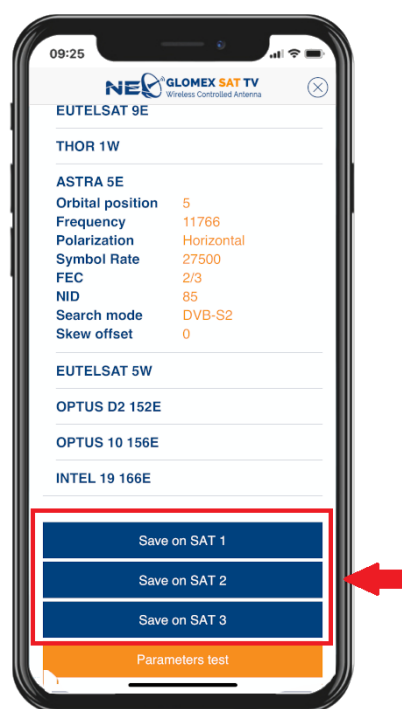 09:25
NEO GLOMEX SAT TV
Wireless Controlled Antenna
EUTELSAT 9E
THOR 1W
ASTRA 5E
Orbital position 5
Frequency 11766
Polarization Horizontal
Symbol Rate 27500
FEC 2/3
NID 85
Search mode DVB-S2
Skew offset 0
EUTELSAT 5W
OPTUS D2 152E
OPTUS 10 156E
INTEL 19 166E
Save on SAT 1
Save on SAT 2
Save on SAT 3
Parameters test